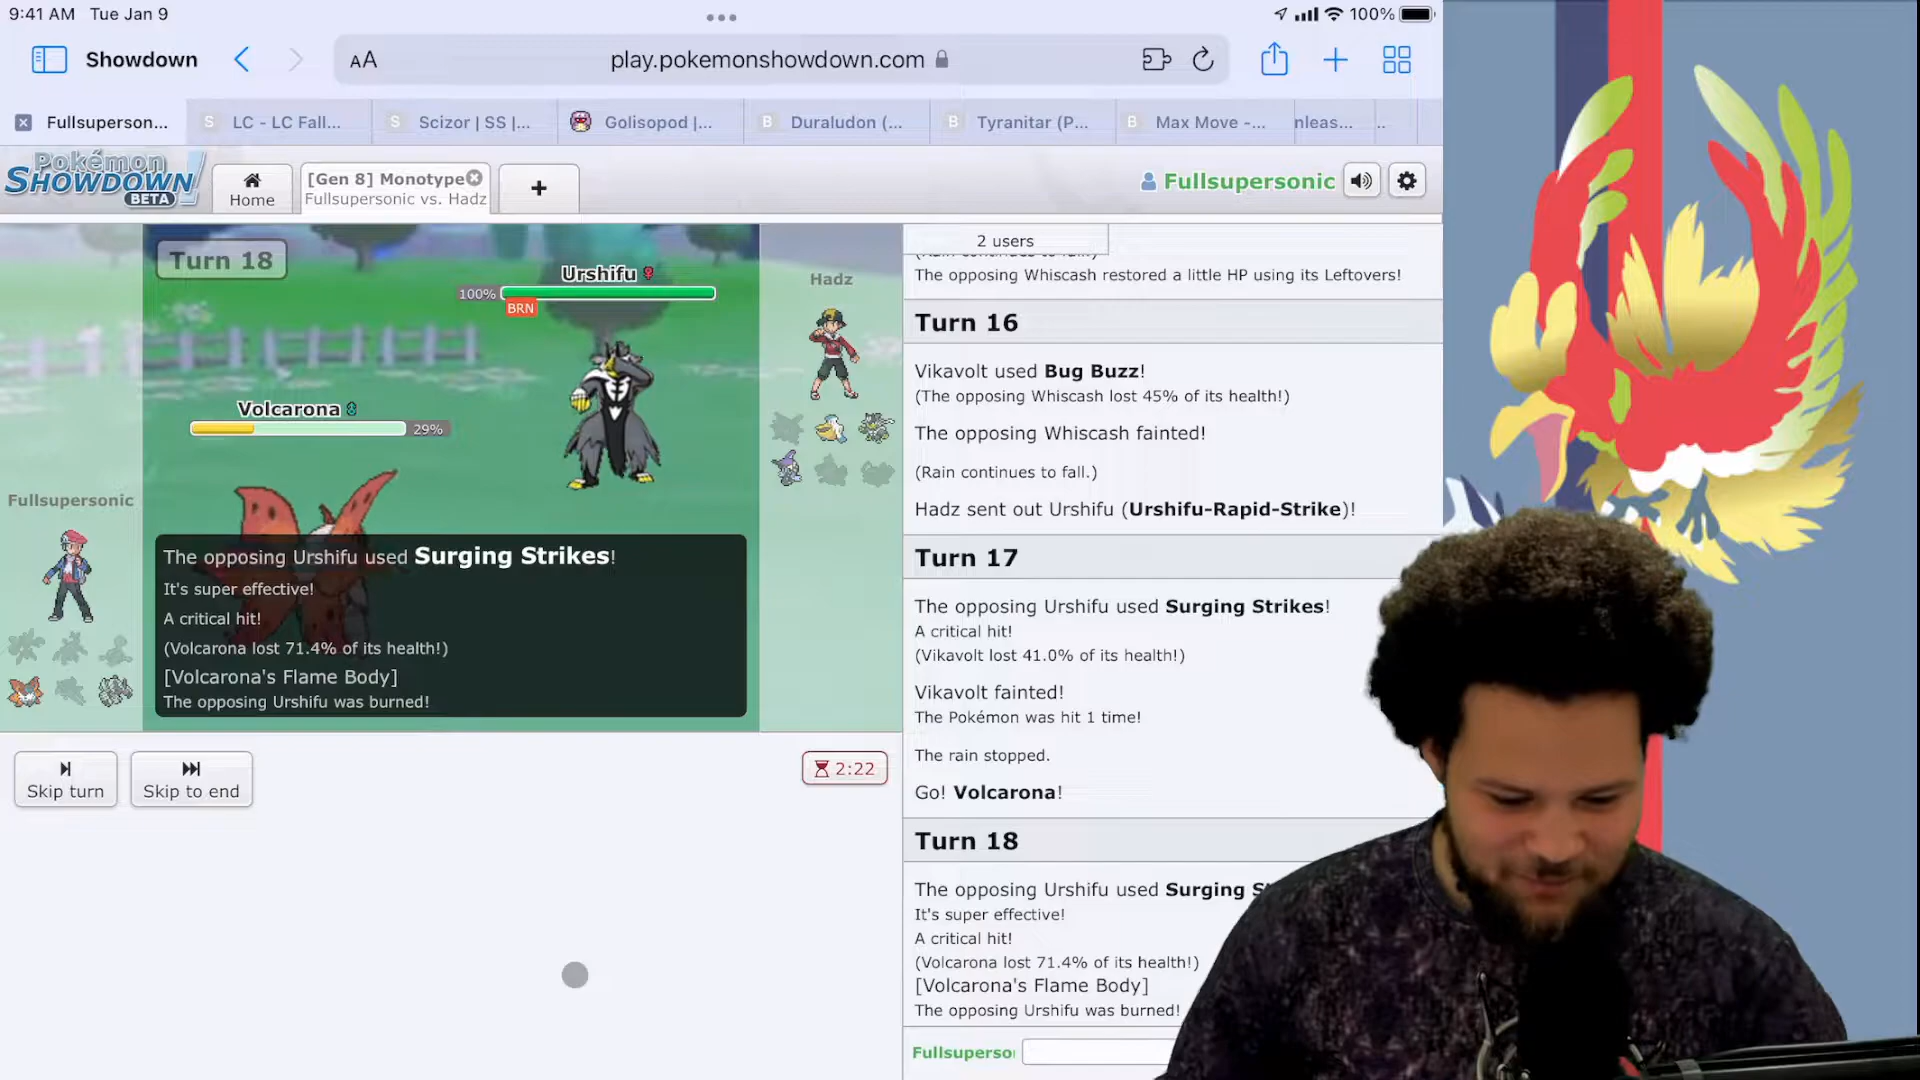 9:41 AM Tue Jan 9
100%
Showdown
AA
play.pokemonshowdown.com
Fullsuperson...
S LC - LC Fall...
S Scizor | SS |...
Golisopod |...
B Duraludon (...
B Tyranitar (P...
B Max Move -...
nleas...
..
Pokémon
SHOWDOWN
BETA
Home
[Gen 8] Monotype
Fullsupersonic vs. Hadz
+
Fullsupersonic
Turn 18
Urshifu
100%
BRN
Volcarona
29%
Hadz
Fullsupersonic
The opposing Urshifu used Surging Strikes!
It's super effective!
A critical hit!
(Volcarona lost 71.4% of its health!)
[Volcarona's Flame Body]
The opposing Urshifu was burned!
Skip turn
Skip to end
2:22
2 users
(Rain continues to fall.)
The opposing Whiscash restored a little HP using its Leftovers!
Turn 16
Vikavolt used Bug Buzz!
(The opposing Whiscash lost 45% of its health!)
The opposing Whiscash fainted!
(Rain continues to fall.)
Hadz sent out Urshifu (Urshifu-Rapid-Strike)!
Turn 17
The opposing Urshifu used Surging Strikes!
A critical hit!
(Vikavolt lost 41.0% of its health!)
Vikavolt fainted!
The Pokémon was hit 1 time!
The rain stopped.
Go! Volcarona!
Turn 18
The opposing Urshifu used Surging S
It's super effective!
A critical hit!
(Volcarona lost 71.4% of its health!)
[Volcarona's Flame Body]
The opposing Urshifu was burned!
Fullsuperso